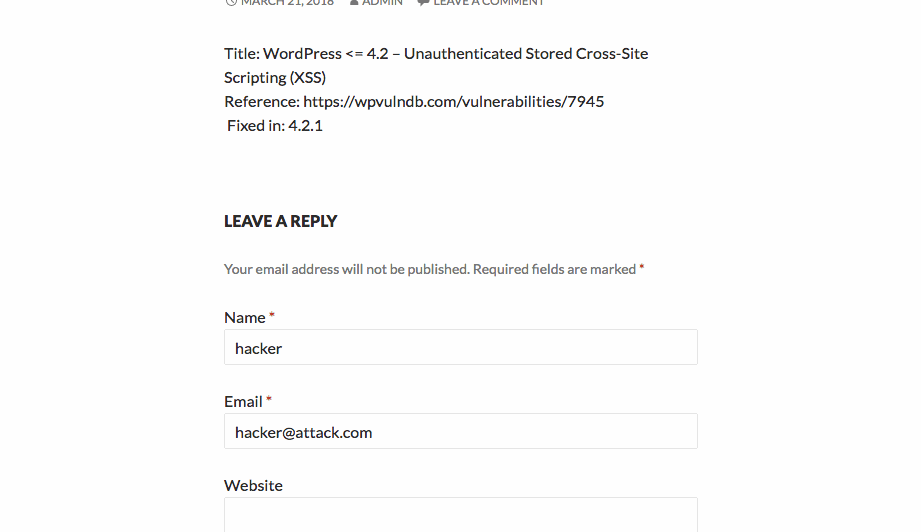 MARCH 21, 2018 ADMIN LEAVE A COMMENT
Title: WordPress <= 4.2 – Unauthenticated Stored Cross-Site
Scripting (XSS)
Reference: https://wpvulndb.com/vulnerabilities/7945
Fixed in: 4.2.1
LEAVE A REPLY
Your email address will not be published. Required fields are marked *
Name *
hacker
Email *
hacker@attack.com
Website